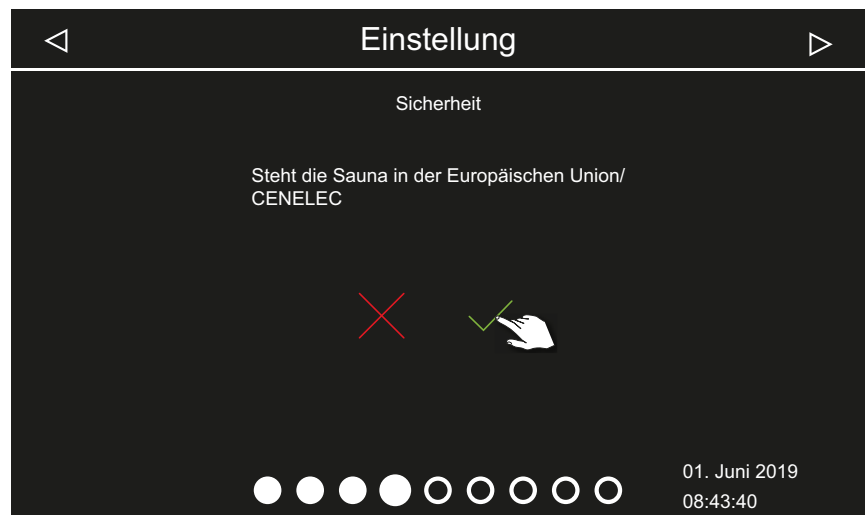 Einstellung
Sicherheit
Steht die Sauna in der Europäischen Union/
CENELEC
01. Juni 2019
08:43:40